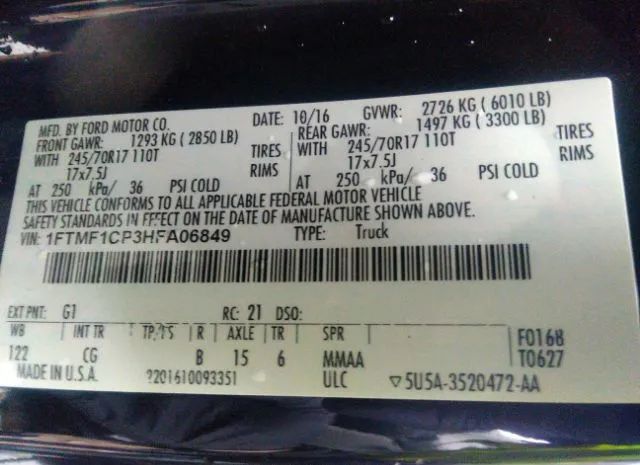 MFD. BY FORD MOTOR CO. DATE: 10/16 GVWR: 2726 KG ( 6010 LB)
FRONT GAWR: 1293 KG ( 2850 LB) REAR GAWR: 1497 KG ( 3300 LB)
WITH 245/70R17 110T TIRES WITH 245/70R17 110T TIRES
17x7.5J RIMS 17x7.5J RIMS
AT 250 kPa/ 36 PSI COLD AT 250 kPa/ 36 PSI COLD
THIS VEHICLE CONFORMS TO ALL APPLICABLE FEDERAL MOTOR VEHICLE
SAFETY STANDARDS IN EFFECT ON THE DATE OF MANUFACTURE SHOWN ABOVE.
VIN: 1FTMF1CP3HFA06849 TYPE: Truck
EXT PNT: G1 RC: 21 DSO:
WB INT TR TP/PS R AXLE TR SPR F0168
122 CG B 15 6 MMAA T0627
MADE IN U.S.A. ULC ▽5U5A-3520472-AA